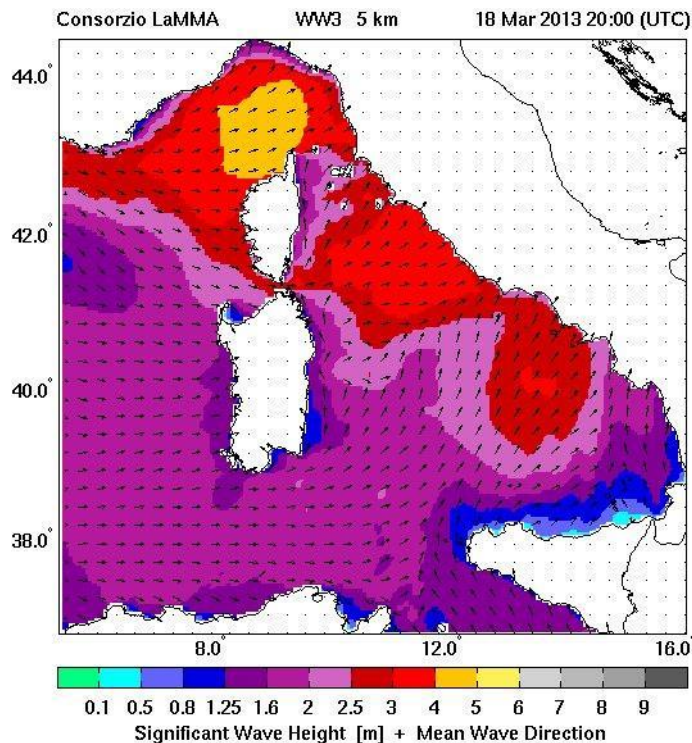 Consorzio LaMMA WW3 5 km 18 Mar 2013 20:00 (UTC)
44.0°
42.0°
40.0°
38.0°
8.0° 12.0° 16.0°
0.1 0.5 0.8 1.25 1.6 2 2.5 3 4 5 6 7 8 9
Significant Wave Height [m] + Mean Wave Direction